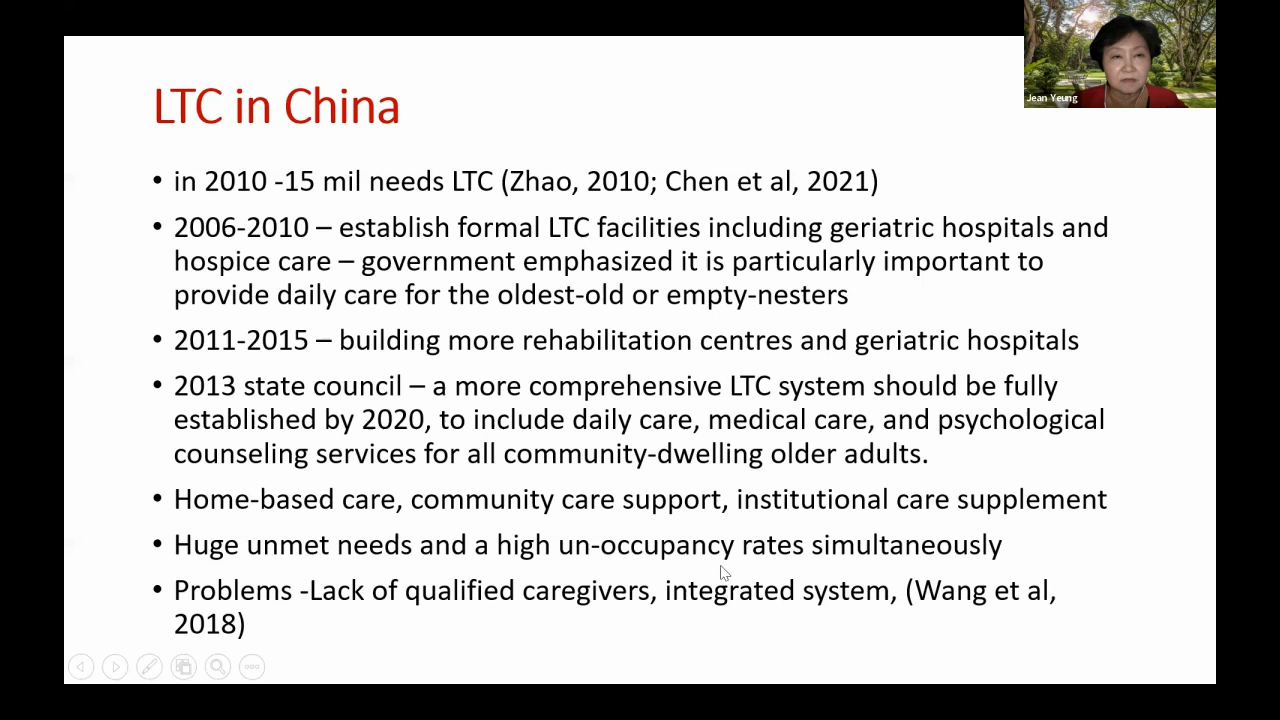 LTC in China
• in 2010 -15 mil needs LTC (Zhao, 2010; Chen et al, 2021)
• 2006-2010 – establish formal LTC facilities including geriatric hospitals and
hospice care – government emphasized it is particularly important to
provide daily care for the oldest-old or empty-nesters
• 2011-2015 – building more rehabilitation centres and geriatric hospitals
• 2013 state council – a more comprehensive LTC system should be fully
established by 2020, to include daily care, medical care, and psychological
counseling services for all community-dwelling older adults.
• Home-based care, community care support, institutional care supplement
• Huge unmet needs and a high un-occupancy rates simultaneously
• Problems -Lack of qualified caregivers, integrated system, (Wang et al,
2018)
Jean Yeung